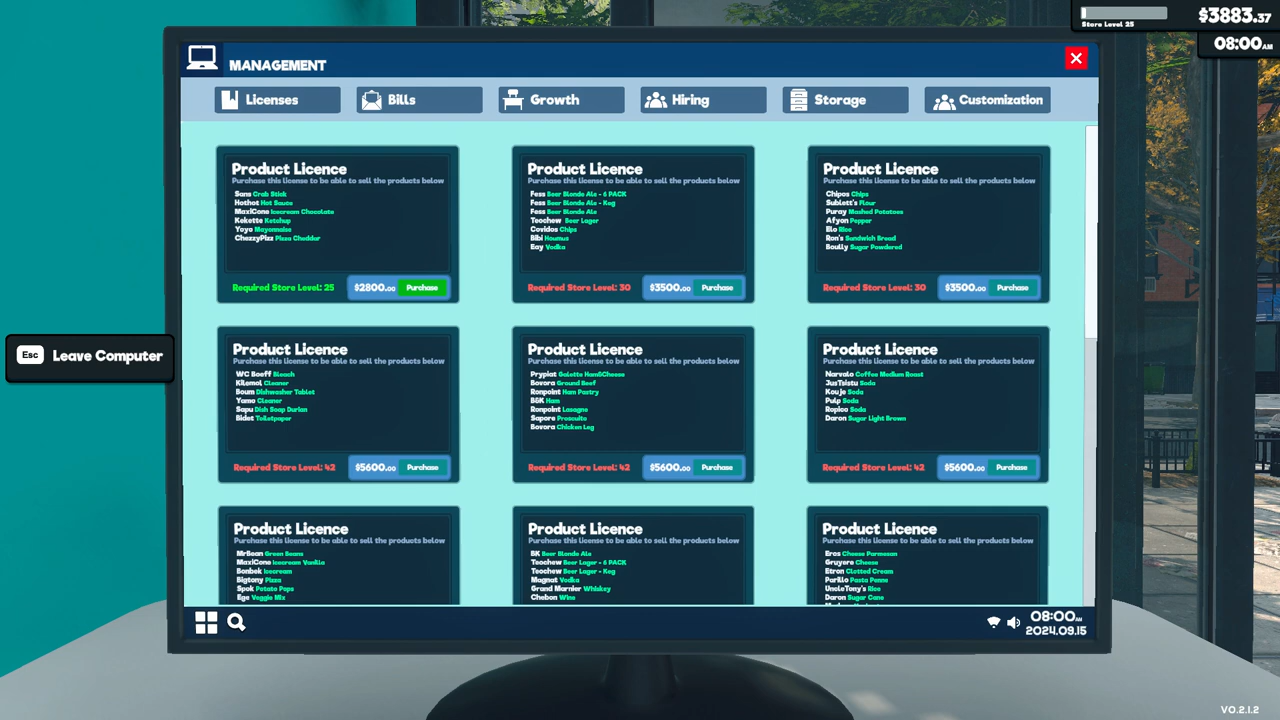 $3883.37
Store Level 25
08:00AM
MANAGEMENT
Licenses
Bills
Growth
Hiring
Storage
Customization
Product Licence
Purchase this license to be able to sell the products below
Sans Crab Stick
Hothot Hot Sauce
MaxiCono Icecream Chocolate
Kekette Ketchup
Yoyo Mayonnaise
ChezzyPizz Pizza Cheddar
Required Store Level: 25
$2800.00
Purchase
Product Licence
Purchase this license to be able to sell the products below
Fess Beer Blonde Ale - 6 PACK
Fess Beer Blonde Ale - Keg
Fess Beer Blonde Ale
Teochew Beer Lager
Covidos Chips
Bibi Houmus
Eay Vodka
Required Store Level: 30
$3500.00
Purchase
Product Licence
Purchase this license to be able to sell the products below
Chipos Chips
Sublett's Flour
Puray Mashed Potatoes
Afyon Pepper
Elo Rice
Ron's Sandwich Bread
Boully Sugar Powdered
Required Store Level: 30
$3500.00
Purchase
Esc Leave Computer
Product Licence
Purchase this license to be able to sell the products below
WC Boeff Bleach
Kilemol Cleaner
Boum Dishwasher Tablet
Yamo Cleaner
Sapu Dish Soap Durian
Bidet Toiletpaper
Required Store Level: 42
$5600.00
Purchase
Product Licence
Purchase this license to be able to sell the products below
Prypiat Galette Ham&Cheese
Bovora Ground Beef
Ronpoint Ham Pastry
B&K Ham
Ronpoint Lasagna
Sapore Prosciuto
Bovora Chicken Leg
Required Store Level: 42
$5600.00
Purchase
Product Licence
Purchase this license to be able to sell the products below
Narvalo Coffee Medium Roast
JusTsistu Soda
Kouje Soda
Pulp Soda
Ropico Soda
Daron Sugar Light Brown
Required Store Level: 42
$5600.00
Purchase
Product Licence
Purchase this license to be able to sell the products below
MrBean Green Beans
MaxiCono Icecream Vanilla
Bonbek Icecream
Bigtony Pizza
Spok Potato Pops
Ege Veggie Mix
Product Licence
Purchase this license to be able to sell the products below
BK Beer Blonde Ale
Teochew Beer Lager - 6 PACK
Teochew Beer Lager - Keg
Magnat Vodka
Grand Marnier Whiskey
Chebon Wine
Product Licence
Purchase this license to be able to sell the products below
Eros Cheese Parmesan
Gruyere Cheese
Etron Clotted Cream
Parillo Pasta Penne
UncleTony's Rice
Daron Sugar Cane
08:00AM
2024.09.15
V0.2.1.2